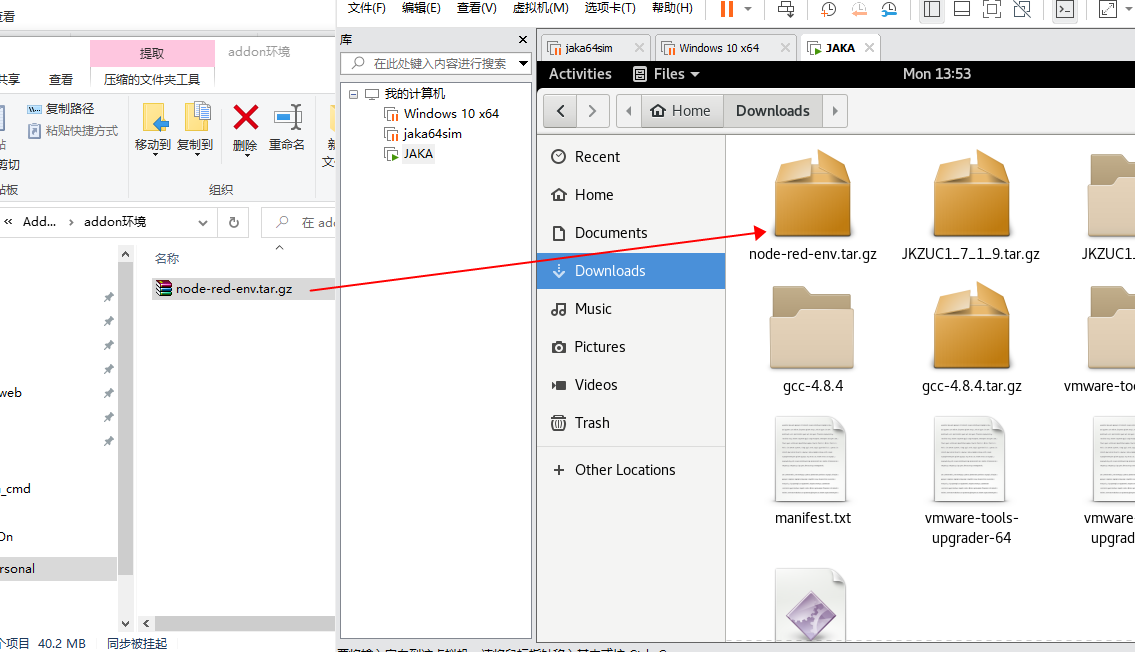 查看
提取
addon环境
共享
查看
压缩的文件夹工具
复制路径
粘贴快捷方式
贴
剪切
贴板
移动到
复制到
删除
重命名
新
文
组织
« Add... › addon环境
在 add
名称
node-red-env.tar.gz
web
_cmd
On
rsonal
个项目 40.2 MB 同步被挂起
文件(F) 编辑(E) 查看(V) 虚拟机(M) 选项卡(T) 帮助(H)
库
在此处键入内容进行搜索
我的计算机
Windows 10 x64
jaka64sim
JAKA
jaka64sim
Windows 10 x64
JAKA
Activities
Files
Mon 13:53
Home
Downloads
Recent
Home
Documents
Downloads
Music
Pictures
Videos
Trash
Other Locations
node-red-env.tar.gz
JKZUC1_7_1_9.tar.gz
JKZUC1_
gcc-4.8.4
gcc-4.8.4.tar.gz
vmware-too
manifest.txt
vmware-tools-
upgrader-64
vmware
upgrad